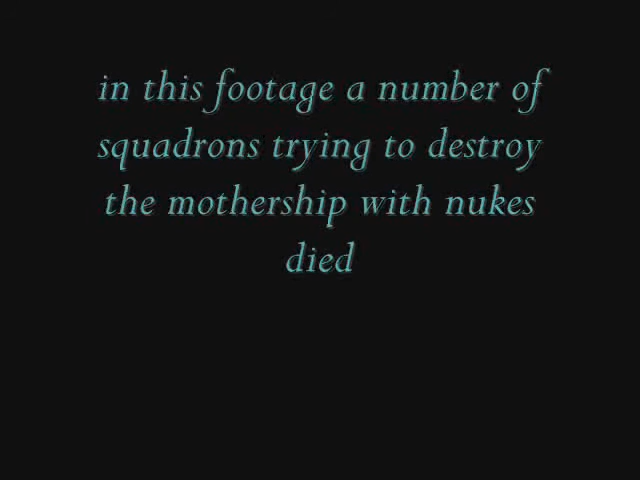 in this footage a number of
squadrons trying to destroy
the mothership with nukes
died